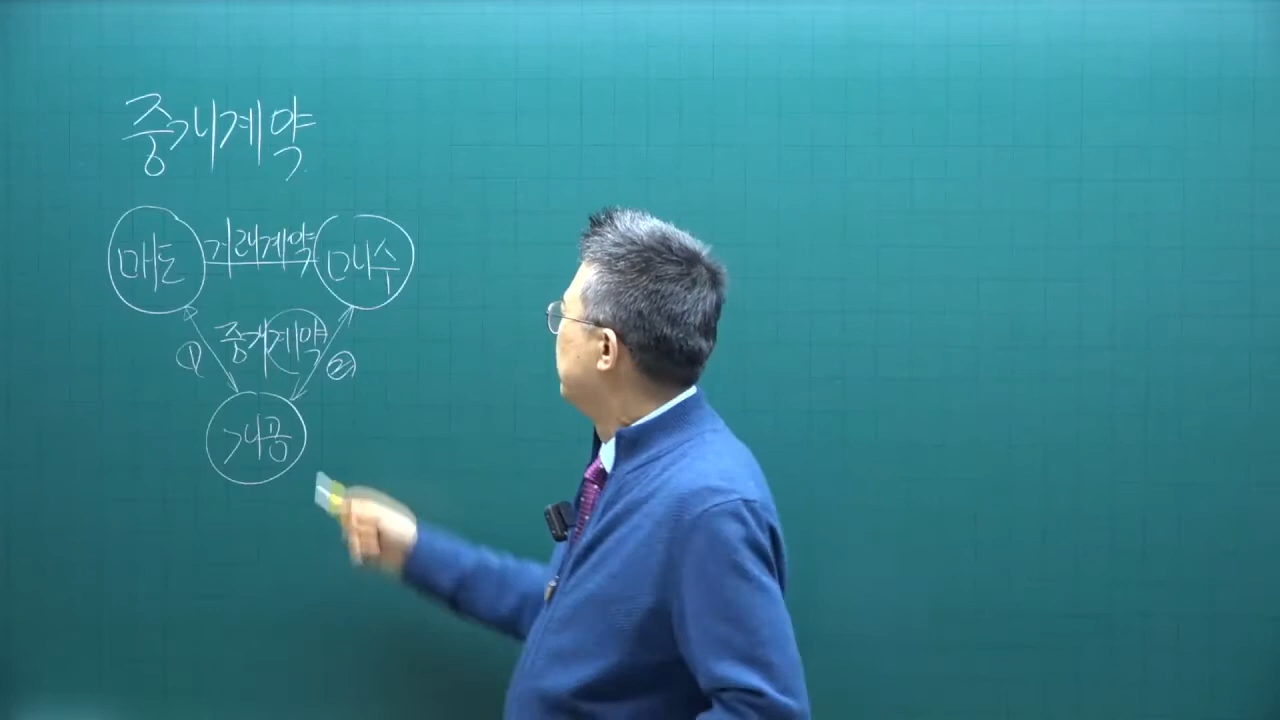 중개계약
매도 거래계약 매수
① 중개계약 ②
개공